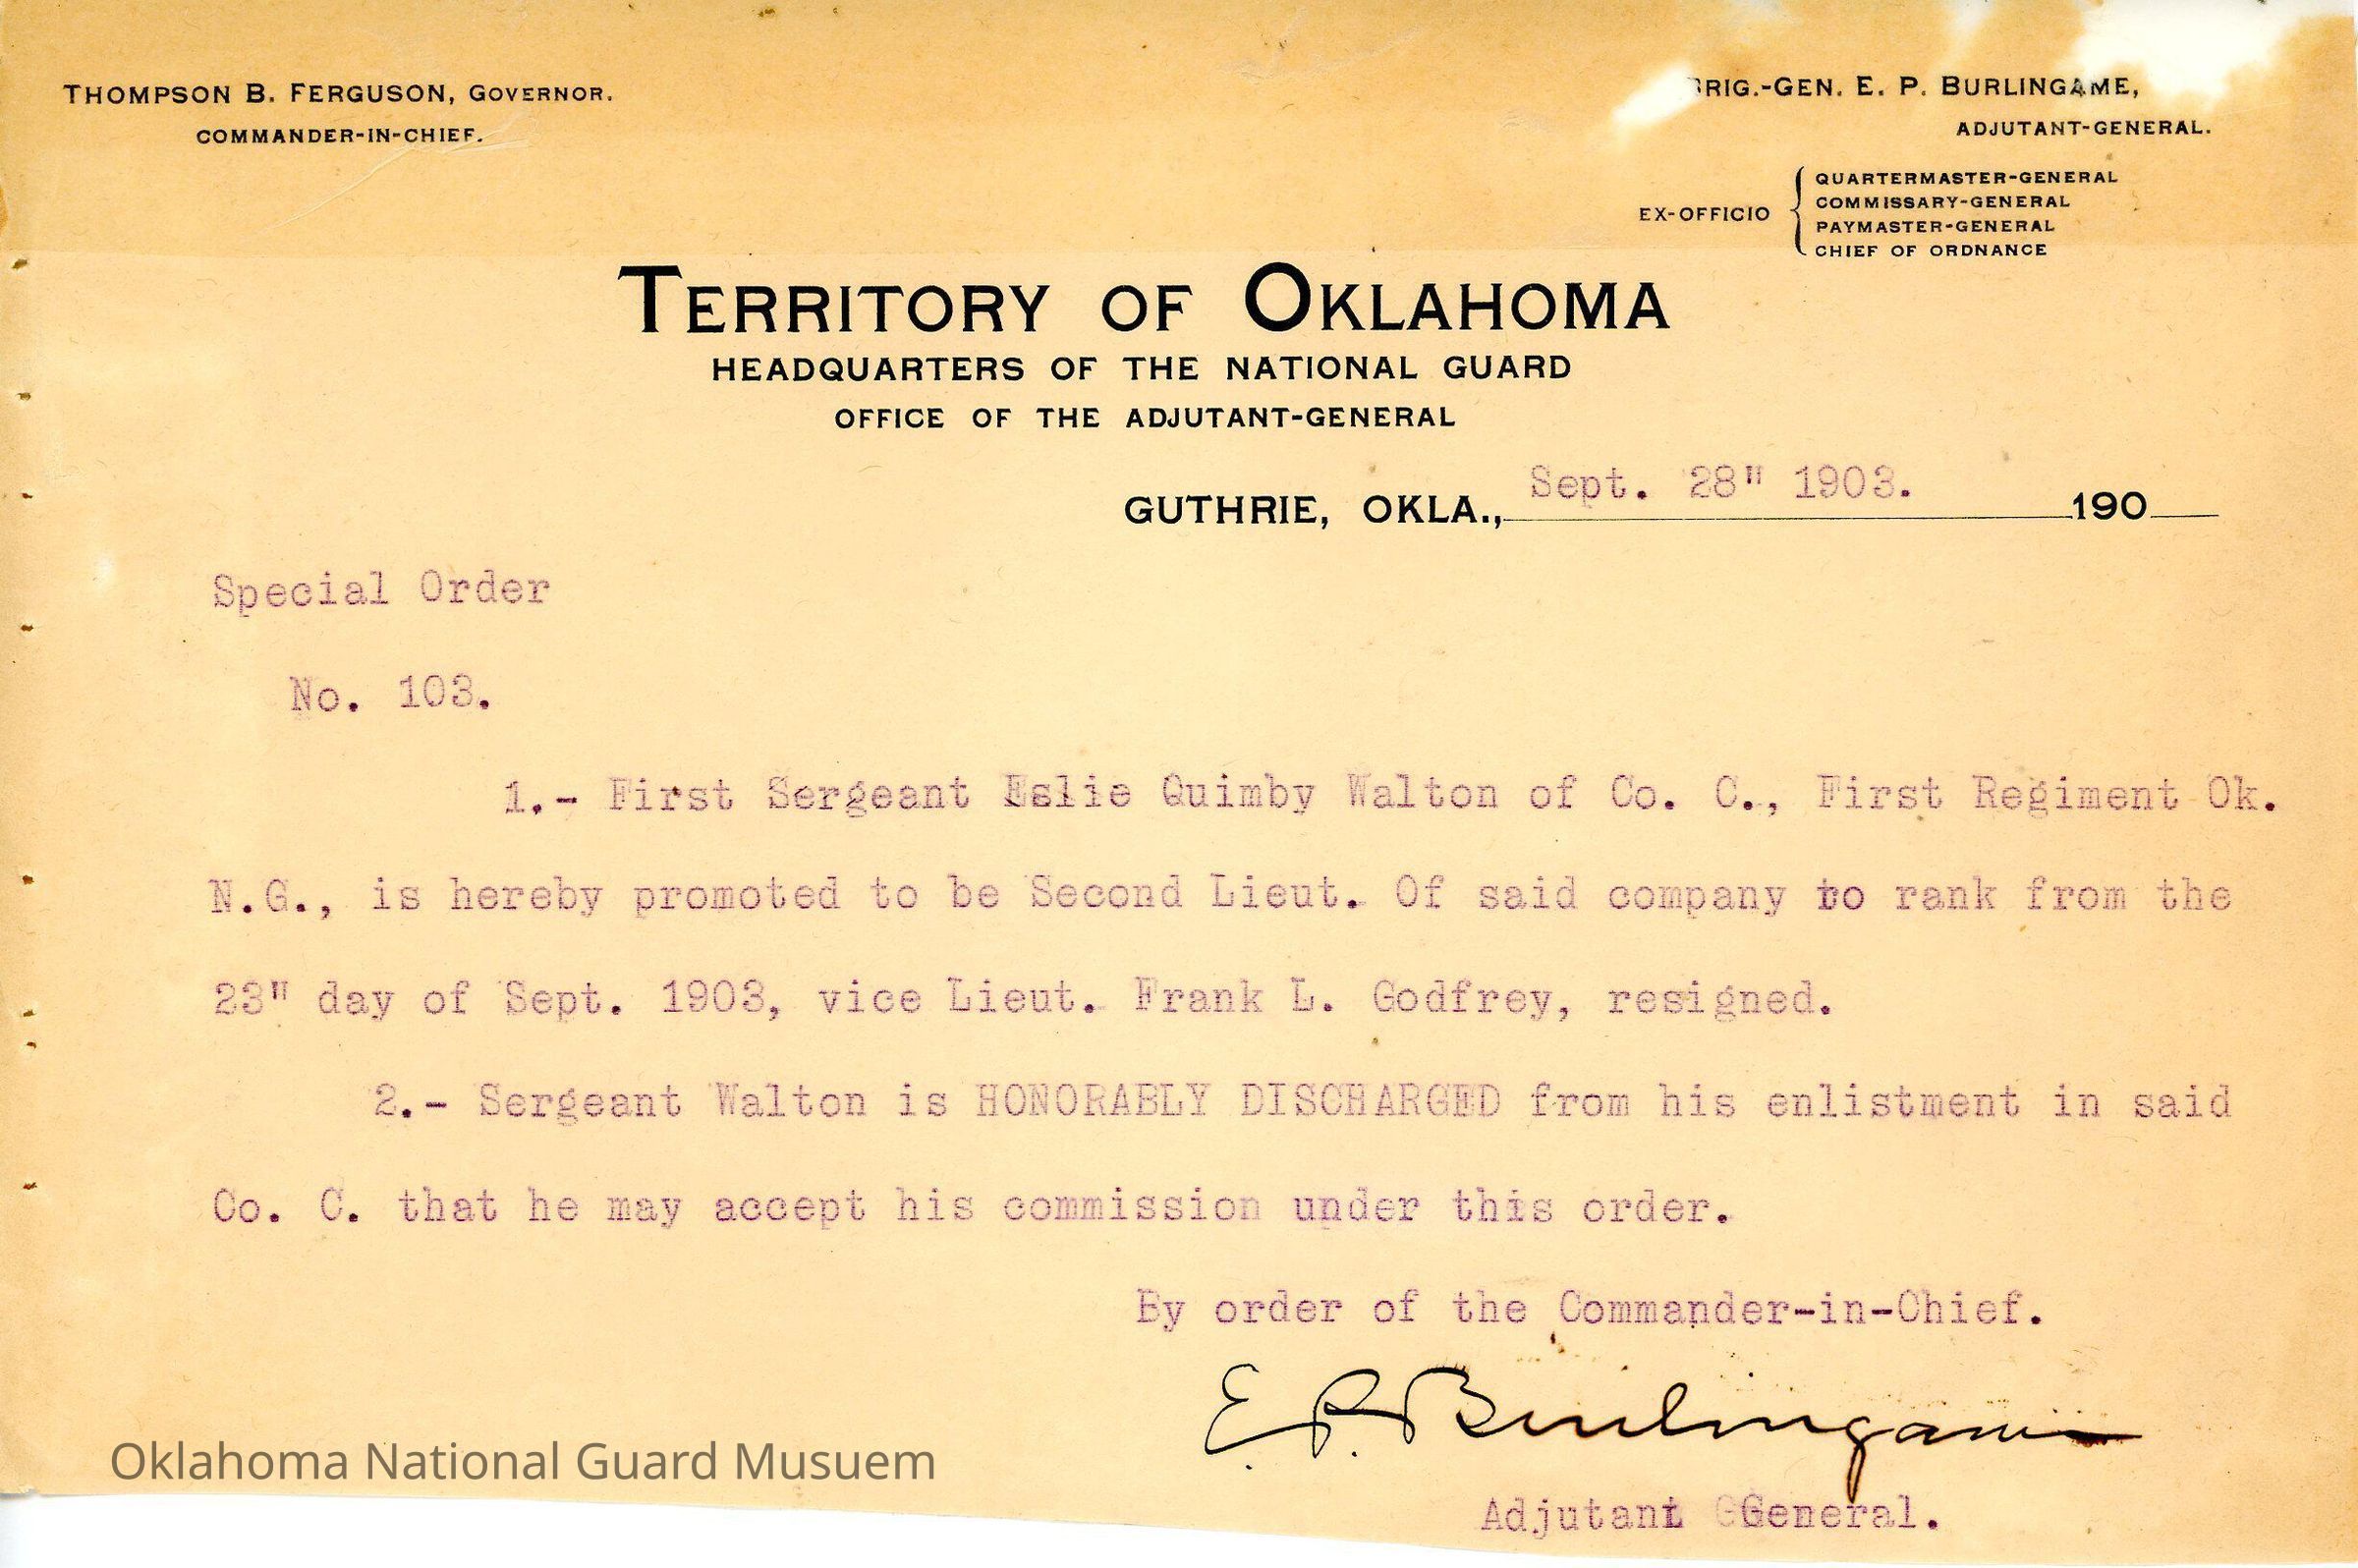 THOMPSON B. FERGUSON, GOVERNOR.
COMMANDER-IN-CHIEF.
BRIG.-GEN. E. P. BURLINGAME,
ADJUTANT-GENERAL.
EX-OFFICIO
QUARTERMASTER-GENERAL
COMMISSARY-GENERAL
PAYMASTER-GENERAL
CHIEF OF ORDNANCE
TERRITORY OF OKLAHOMA
HEADQUARTERS OF THE NATIONAL GUARD
OFFICE OF THE ADJUTANT-GENERAL
GUTHRIE, OKLA., Sept. 28" 1903. 190
Special Order
No. 103.
1.- First Sergeant Eslie Quimby Walton of Co. C., First Regiment Ok.
N.G., is hereby promoted to be Second Lieut. Of said company to rank from the
23" day of Sept. 1903, vice Lieut. Frank L. Godfrey, resigned.
2.- Sergeant Walton is HONORABLY DISCHARGED from his enlistment in said
Co. C. that he may accept his commission under this order.
By order of the Commander-in-Chief.
E. P. Burlingame
Adjutant General.
Oklahoma National Guard Musuem